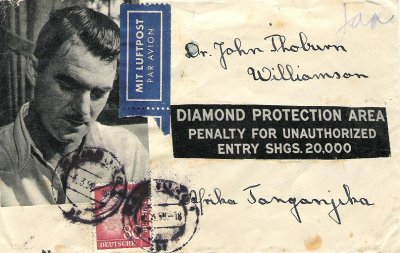 Jan
MIT LUFTPOST
PAR AVION
Dr. John Thoburn
Williamson
DIAMOND PROTECTION AREA
PENALTY FOR UNAUTHORIZED
ENTRY SHGS. 20,000
Afrika Tanganjika
80
DEUTSCHE